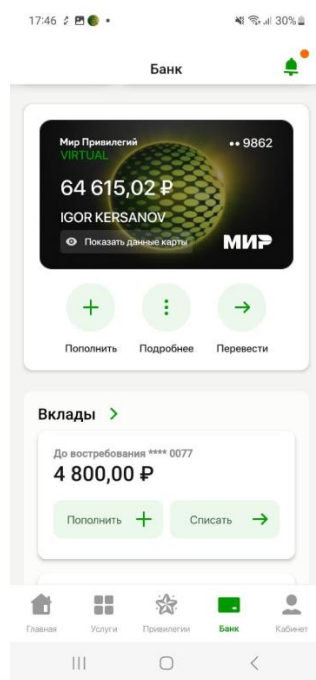 17:46
30%
Банк
Мир Привилегий
VIRTUAL
•• 9862
64 615,02 ₽
IGOR KERSANOV
Показать данные карты
МИР
Пополнить Подробнее Перевести
Вклады >
До востребования **** 0077
4 800,00 ₽
Пополнить + Списать →
Главная Услуги Привилегии Банк Кабинет